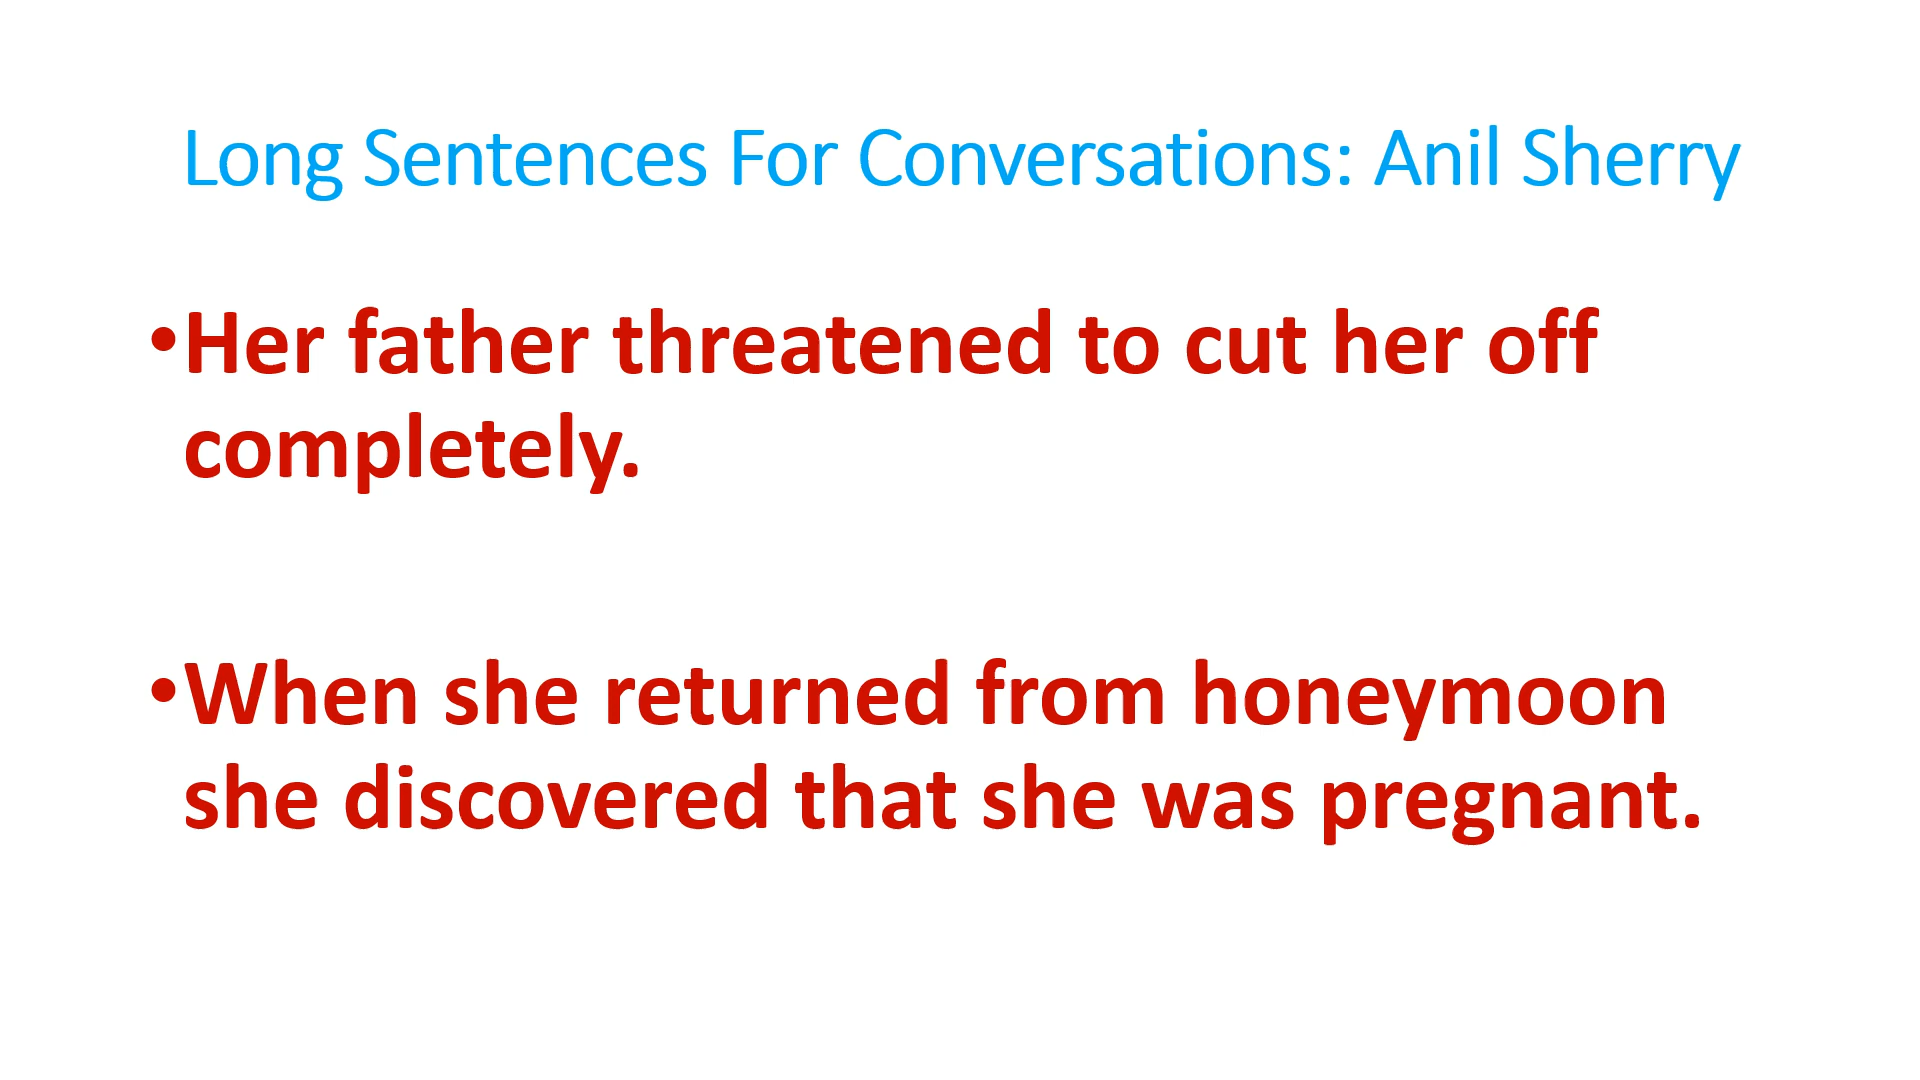 Long Sentences For Conversations: Anil Sherry
•Her father threatened to cut her off
completely.
•When she returned from honeymoon
she discovered that she was pregnant.